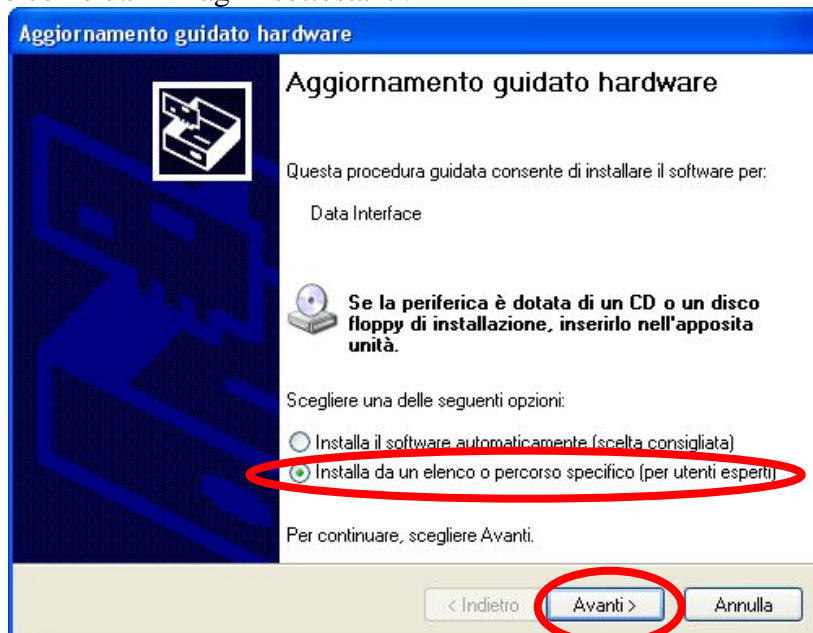 Aggiornamento guidato hardware
Aggiornamento guidato hardware
Questa procedura guidata consente di installare il software per:
Data Interface
Se la periferica è dotata di un CD o un disco
floppy di installazione, inserirlo nell'apposita
unità.
Scegliere una delle seguenti opzioni:
Installa il software automaticamente (scelta consigliata)
Installa da un elenco o percorso specifico (per utenti esperti)
Per continuare, scegliere Avanti.
< Indietro Avanti > Annulla